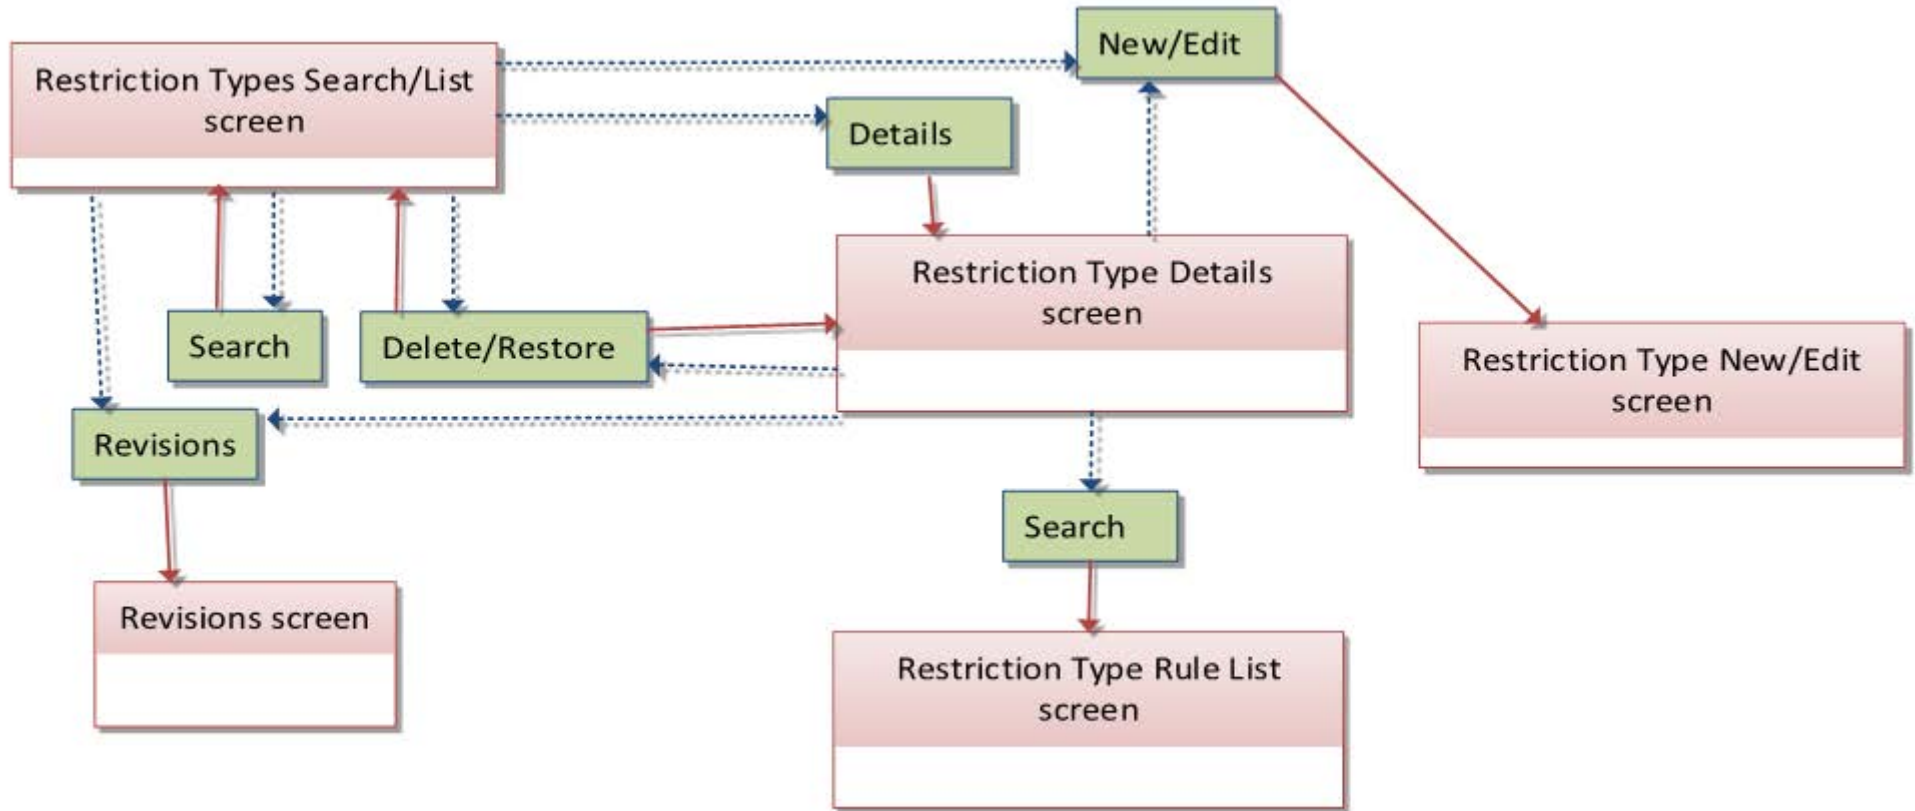 New/Edit
Restriction Types Search/List
screen
Details
Restriction Type Details
screen
Search
Delete/Restore
Restriction Type New/Edit
screen
Revisions
Search
Revisions screen
Restriction Type Rule List
screen